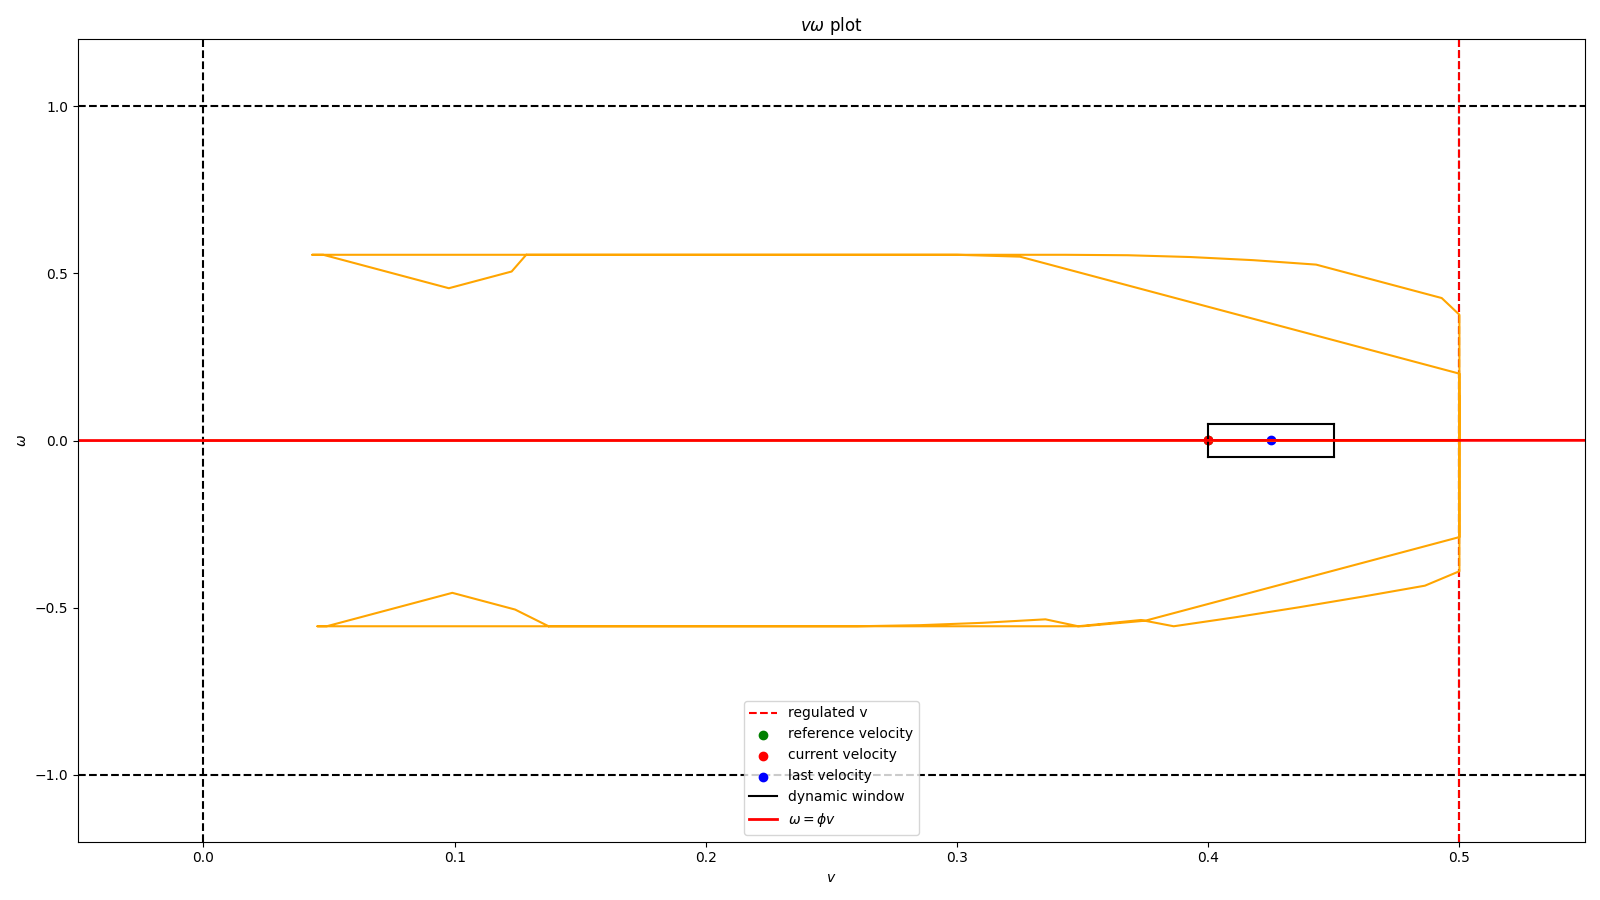 vω plot
1.0
0.5
0.0
−0.5
−1.0
ω
regulated v
reference velocity
current velocity
last velocity
dynamic window
ω = ϕv
0.0 0.1 0.2 0.3 0.4 0.5
v